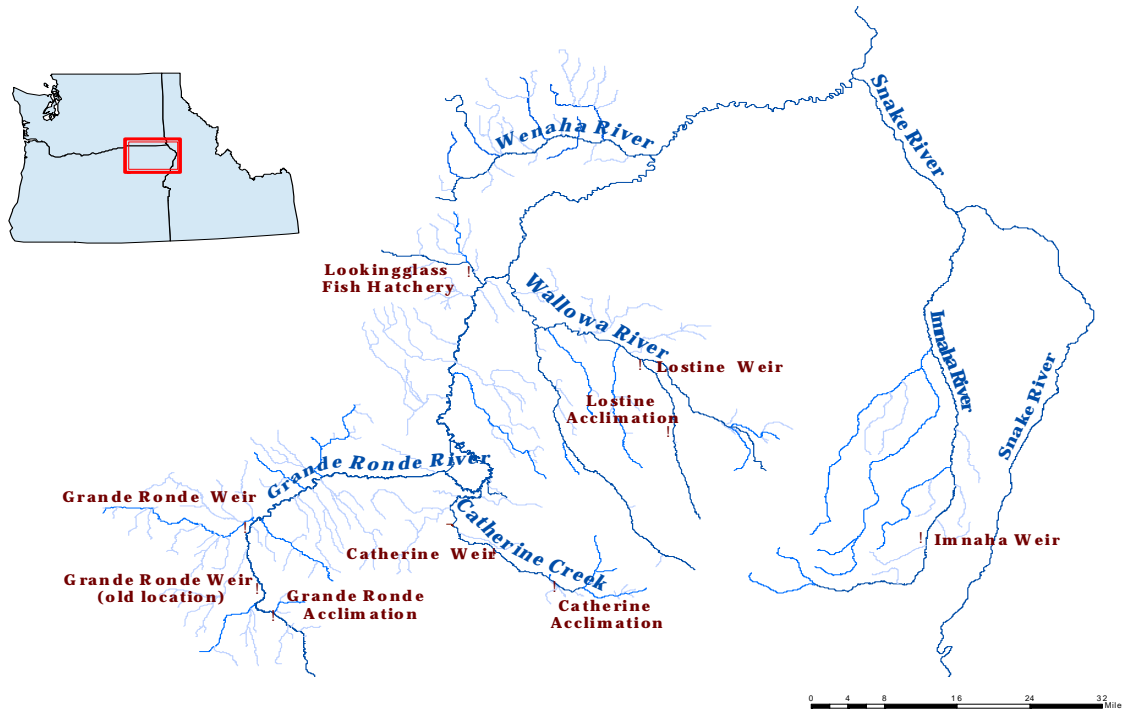 Snake River
Wenaha River
Lookingglass
Fish Hatchery
Wallowa River
Lostine Weir
Imnaha River
Snake River
Lostine
Acclimation
Grande Ronde River
Grande Ronde Weir
Catherine Creek
Catherine Weir
Imnaha Weir
Grande Ronde Weir
(old location)
Grande Ronde
Acclimation
Catherine
Acclimation
0 4 8 16 24 32
Mile